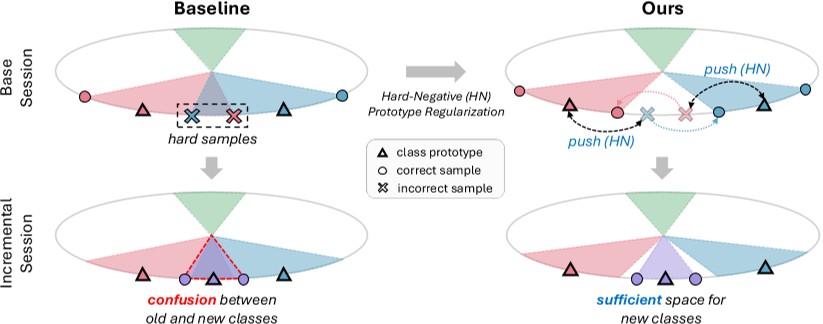 Baseline
Ours
Base
Session
hard samples
Hard-Negative (HN)
Prototype Regularization
push (HN)
push (HN)
class prototype
correct sample
incorrect sample
Incremental
Session
confusion between
old and new classes
sufficient space for
new classes